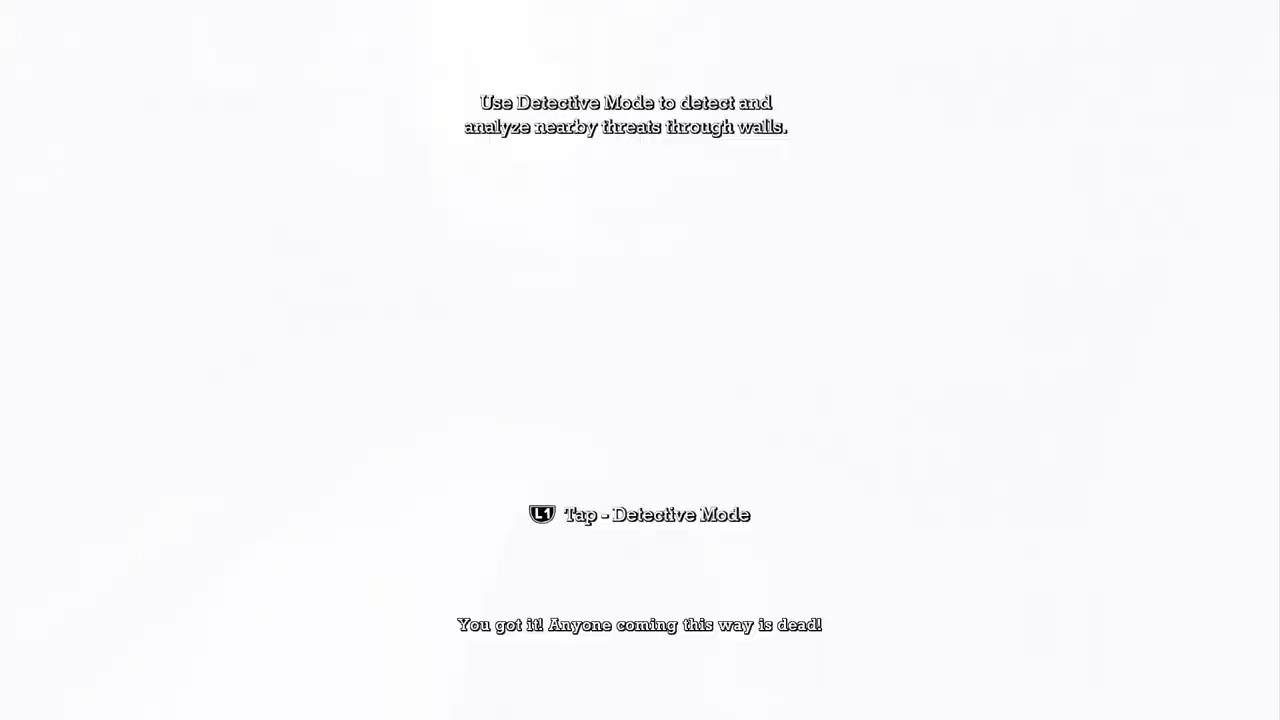 Use Detective Mode to detect and
analyze nearby threats through walls.
L1 Tap - Detective Mode
You got it! Anyone coming this way is dead!